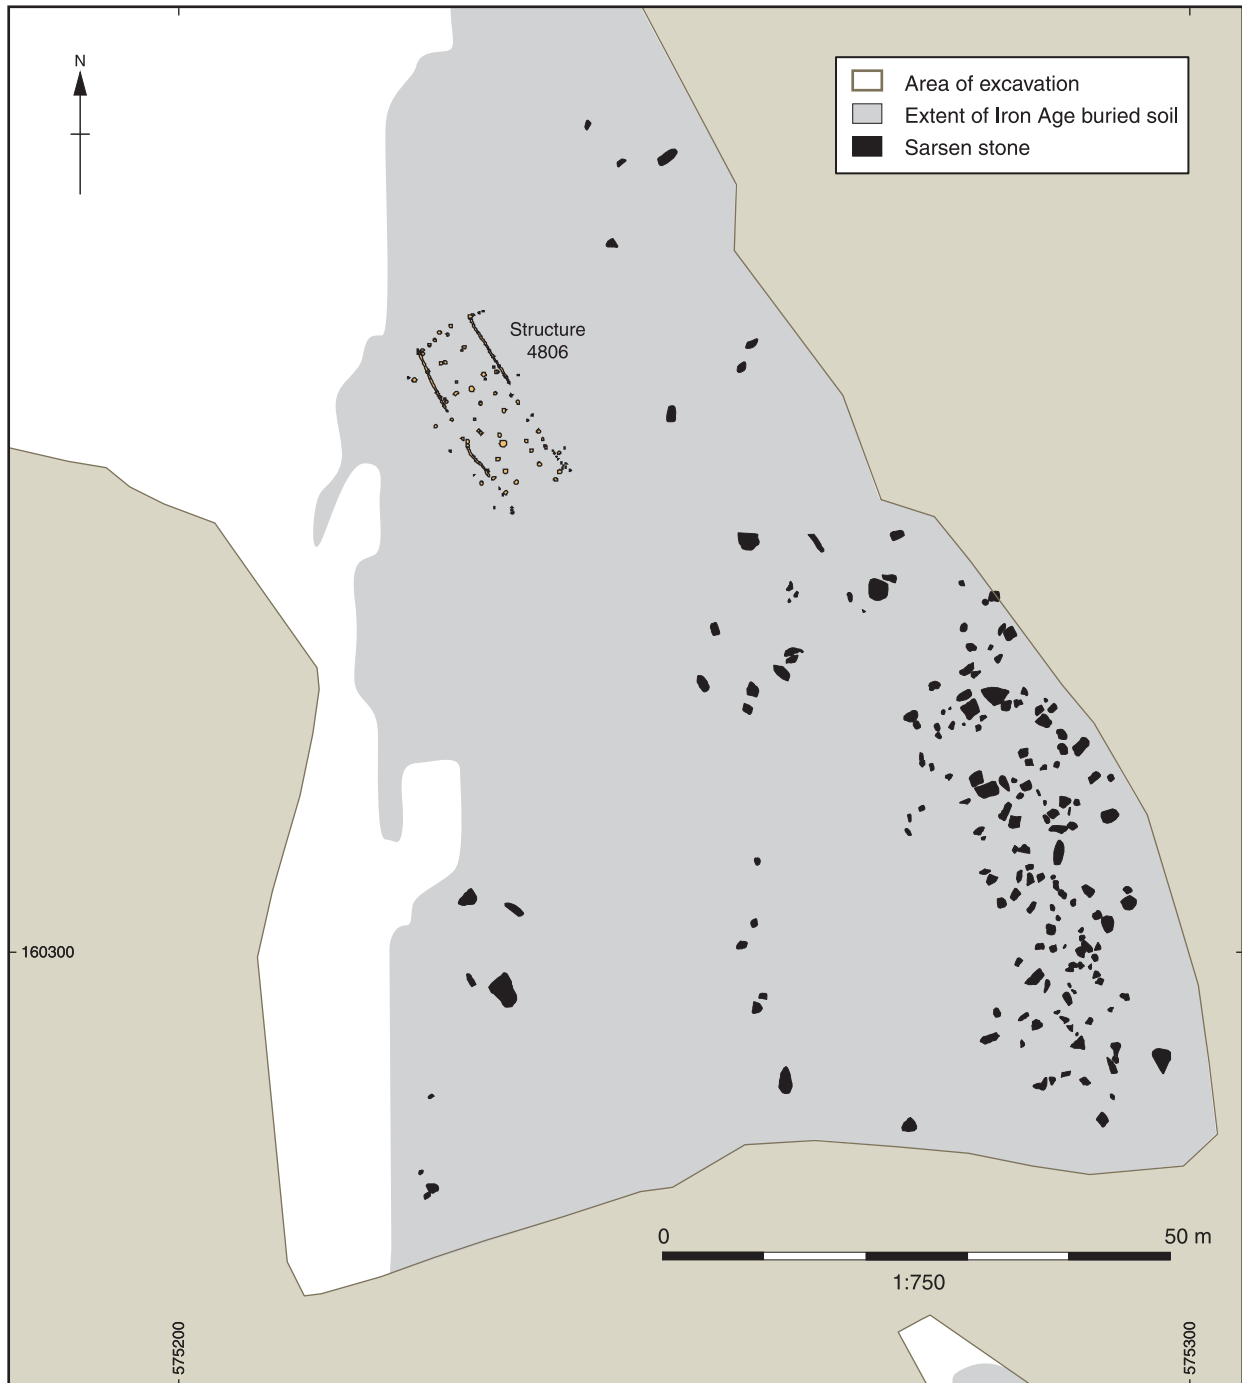 N
Area of excavation
Extent of Iron Age buried soil
Sarsen stone
Structure
4806
160300
0 50 m
1:750
575200
575300